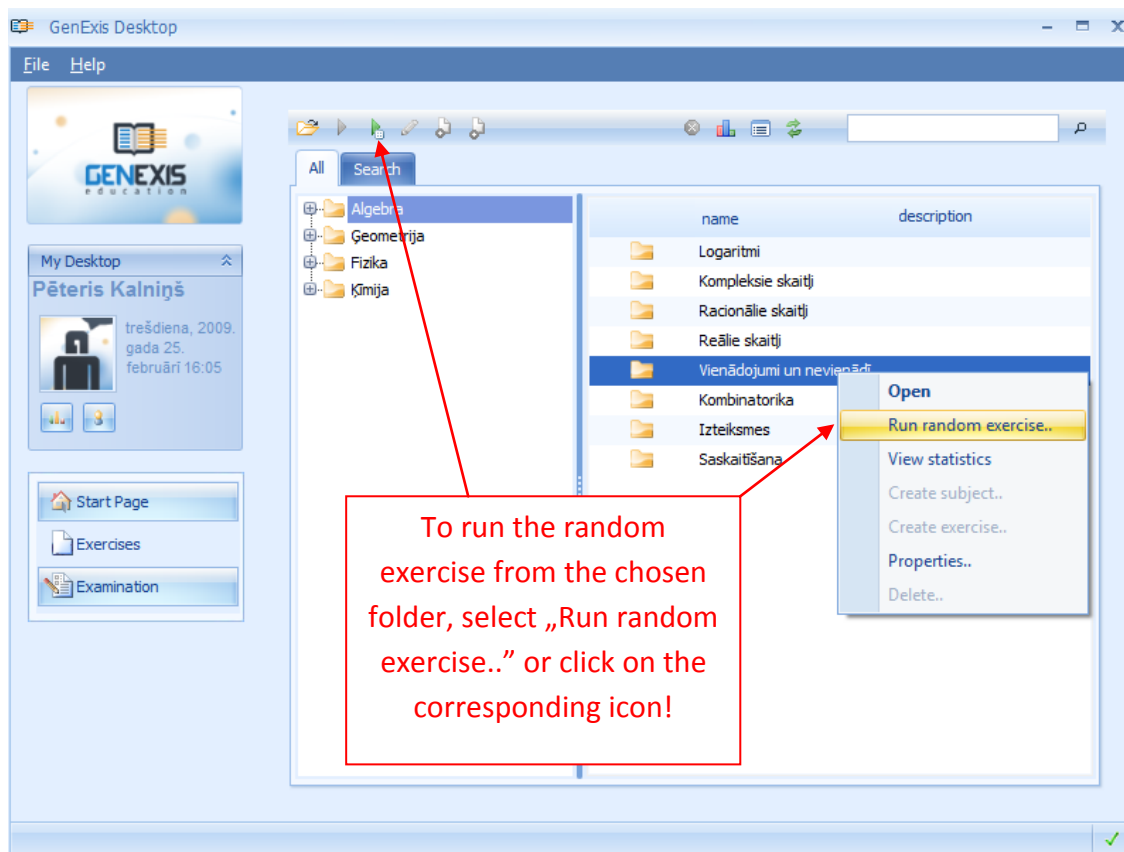 GenExis Desktop
File Help
GENEXIS
education
All Search
My Desktop
Pēteris Kalniņš
trešdiena, 2009.
gada 25.
februārī 16:05
Start Page
Exercises
Examination
Algebra
Ģeometrija
Fizika
Ķīmija
name description
Logaritmi
Kompleksie skaitļi
Racionālie skaitļi
Reālie skaitļi
Vienādojumi un nevienādī
Kombinatorika
Izteiksmes
Saskaitīšana
Open
Run random exercise..
View statistics
Create subject..
Create exercise..
Properties..
Delete..
To run the random
exercise from the chosen
folder, select „Run random
exercise..” or click on the
corresponding icon!